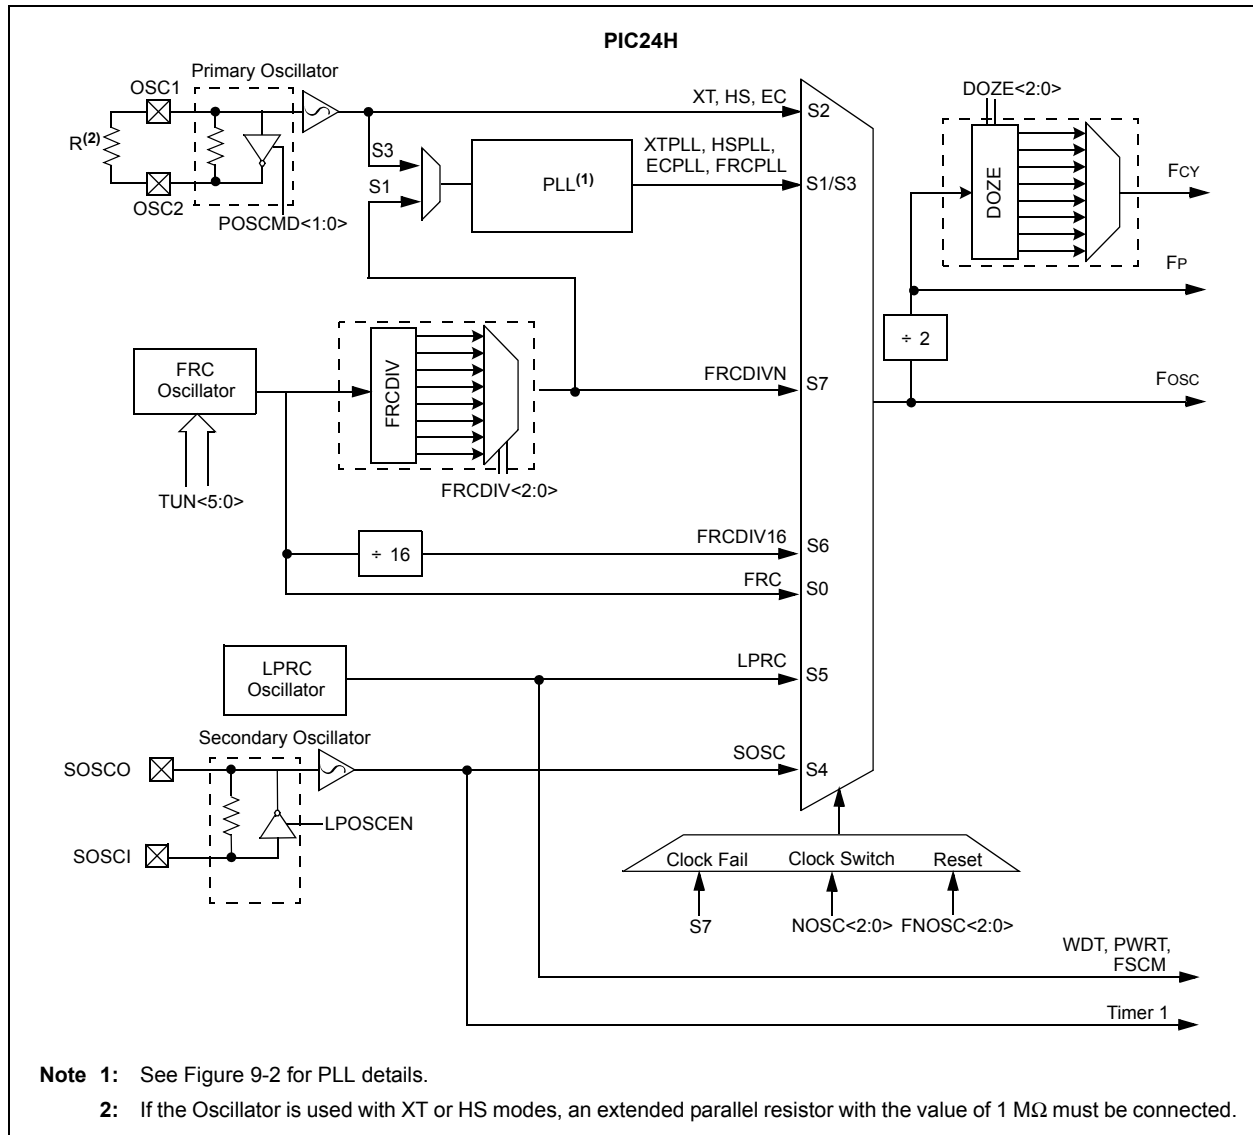 PIC24H
Primary Oscillator
OSC1
R(2)
OSC2
POSCMD<1:0>
S3
S1
PLL(1)
XT, HS, EC
S2
XTPLL, HSPLL,
ECPLL, FRCPLL
S1/S3
DOZE<2:0>
DOZE
FCY
FP
÷ 2
FOSC
FRC
Oscillator
TUN<5:0>
FRCDIV
FRCDIV<2:0>
FRCDIVN
S7
÷ 16
FRCDIV16
S6
FRC
S0
LPRC
Oscillator
LPRC
S5
Secondary Oscillator
SOSCO
SOSCI
LPOSCEN
SOSC
S4
Clock Fail
Clock Switch
Reset
S7
NOSC<2:0>
FNOSC<2:0>
WDT, PWRT,
FSCM
Timer 1
Note 1: See Figure 9-2 for PLL details.
2: If the Oscillator is used with XT or HS modes, an extended parallel resistor with the value of 1 MΩ must be connected.